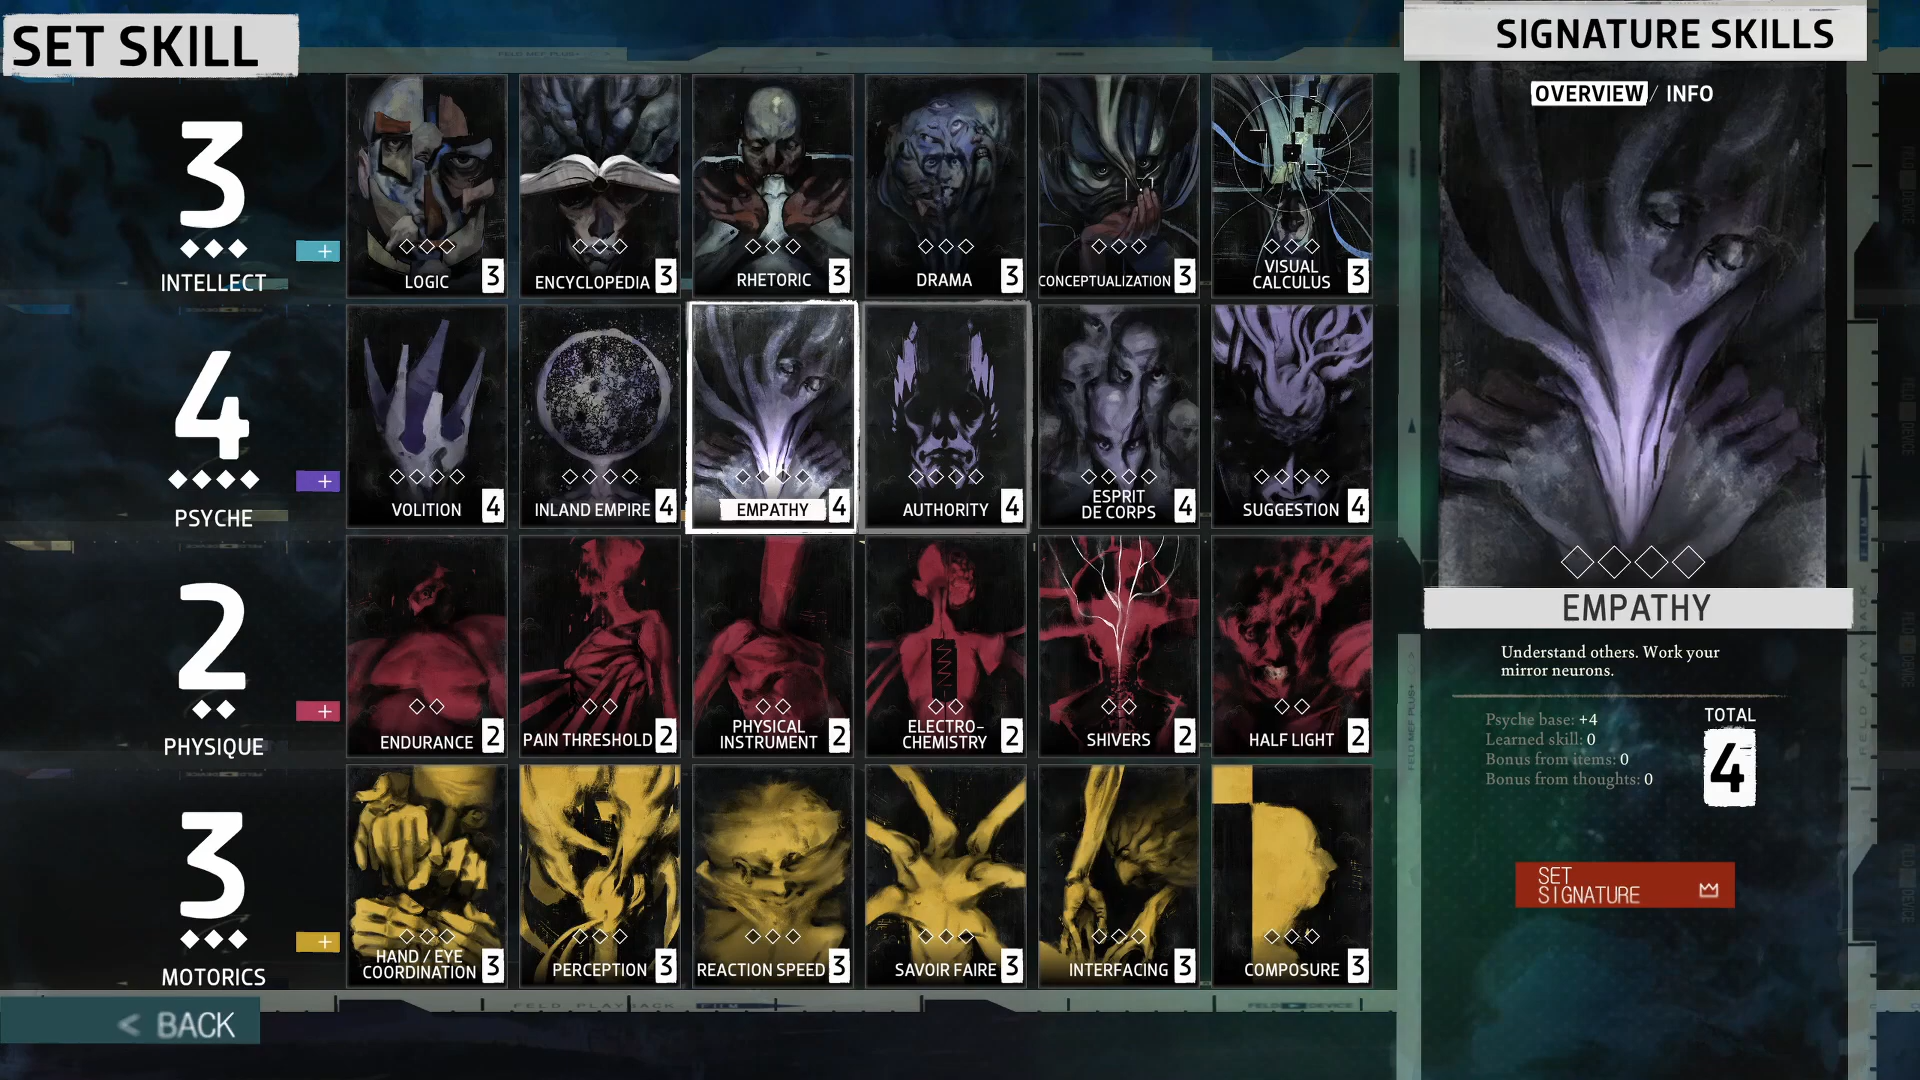 SET SKILL
SIGNATURE SKILLS
OVERVIEW / INFO
3
INTELLECT
+
LOGIC 3
ENCYCLOPEDIA 3
RHETORIC 3
DRAMA 3
CONCEPTUALIZATION 3
VISUAL
CALCULUS 3
4
PSYCHE
+
VOLITION 4
INLAND EMPIRE 4
EMPATHY 4
AUTHORITY 4
ESPRIT
DE CORPS 4
SUGGESTION 4
2
PHYSIQUE
+
ENDURANCE 2
PAIN THRESHOLD 2
PHYSICAL
INSTRUMENT 2
ELECTRO-
CHEMISTRY 2
SHIVERS 2
HALF LIGHT 2
3
MOTORICS
+
HAND / EYE
COORDINATION 3
PERCEPTION 3
REACTION SPEED 3
SAVOIR FAIRE 3
INTERFACING 3
COMPOSURE 3
EMPATHY
Understand others. Work your
mirror neurons.
Psyche base: +4
Learned skill: 0
Bonus from items: 0
Bonus from thoughts: 0
TOTAL
4
SET
SIGNATURE
< BACK
FELD PLAYBACK